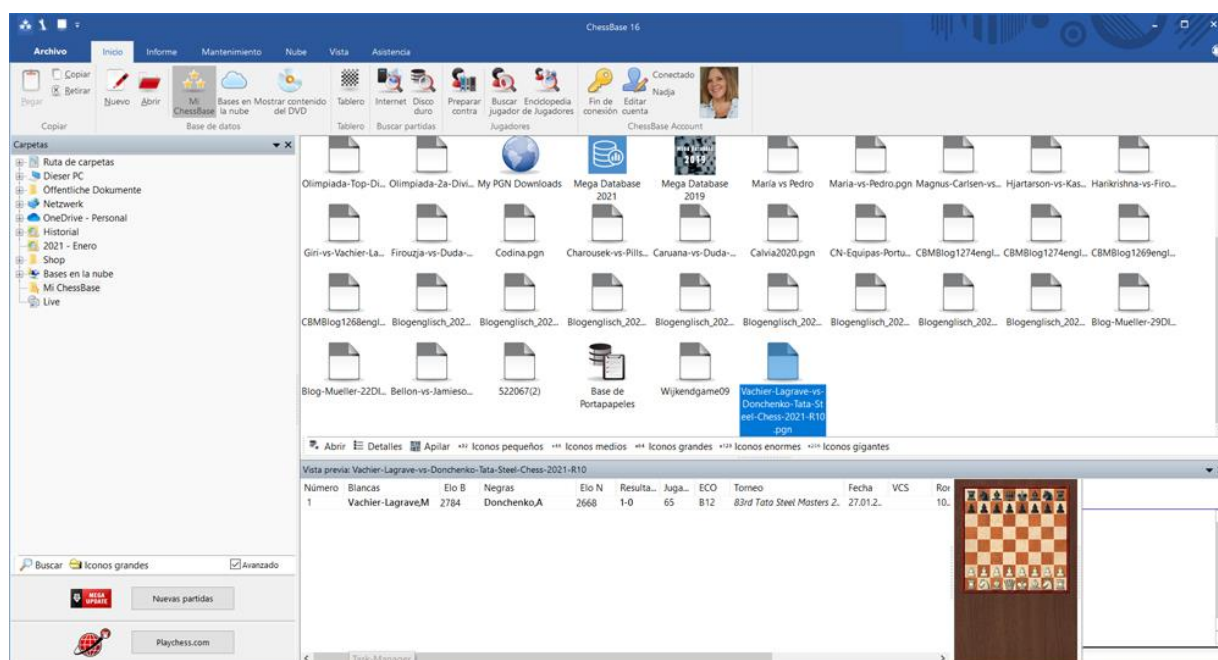 ChessBase 16
Archivo Inicio Informe Mantenimiento Nube Vista Asistencia
Pegar
Copiar
Retirar
Nuevo
Abrir
Mi ChessBase
Bases en la nube
Mostrar contenido del DVD
Tablero
Internet
Disco duro
Preparar contra
Buscar jugador
Enciclopedia de Jugadores
Fin de conexión
Editar cuenta
Conectado
Nadja
Copiar Base de datos Tablero Buscar partidas Jugadores ChessBase Account
Carpetas
Ruta de carpetas
Dieser PC
Öffentliche Dokumente
Netzwerk
OneDrive - Personal
Historial
2021 - Enero
Shop
Bases en la nube
Mi ChessBase
Live
Buscar Iconos grandes Avanzado
MEGA UPDATE
Nuevas partidas
Playchess.com
2019
Olimpiada-Top-Di... Olimpiada-2a-Divi... My PGN Downloads Mega Database 2021 Mega Database 2019 María vs Pedro Maria-vs-Pedro.pgn Magnus-Carlsen-vs... Hjartarson-vs-Kas... Harikrishna-vs-Firo...
Giri-vs-Vachier-La... Firouzja-vs-Duda-... Codina.pgn Charousek-vs-Pills... Caruana-vs-Duda-... Calvia2020.pgn CN-Equipas-Portu... CBMBlog1274engl... CBMBlog1274engl... CBMBlog1269engl...
CBMBlog1268engl... Blogenglisch_202... Blogenglisch_202... Blogenglisch_202... Blogenglisch_202... Blogenglisch_202... Blogenglisch_202... Blogenglisch_202... Blogenglisch_202... Blog-Mueller-29DI...
Blog-Mueller-22DI... Bellon-vs-Jamieso... 522067(2) Base de Portapapeles Wijkendgame09
Vachier-Lagrave-vs-
Donchenko-Tata-St
eel-Chess-2021-R10
.pgn
Abrir Detalles Apilar Iconos pequeños Iconos medios Iconos grandes Iconos enormes Iconos gigantes
Vista previa: Vachier-Lagrave-vs-Donchenko-Tata-Steel-Chess-2021-R10
Número Blancas Elo B Negras Elo N Resulta... Juga... ECO Torneo Fecha VCS Ron
1 Vachier-Lagrave,M 2784 Donchenko,A 2668 1-0 65 B12 83rd Tata Steel Masters 2... 27.01.2... 10...
Task-Manager